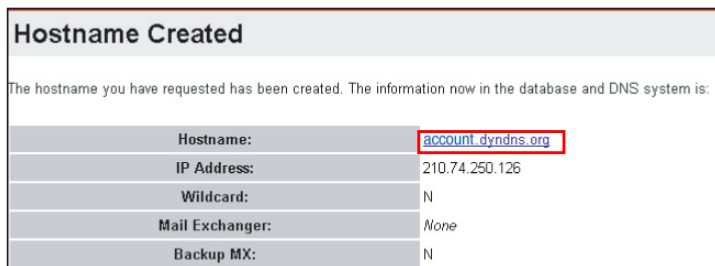 Hostname Created
The hostname you have requested has been created. The information now in the database and DNS system is:
Hostname: account.dyndns.org
IP Address: 210.74.250.126
Wildcard: N
Mail Exchanger: None
Backup MX: N